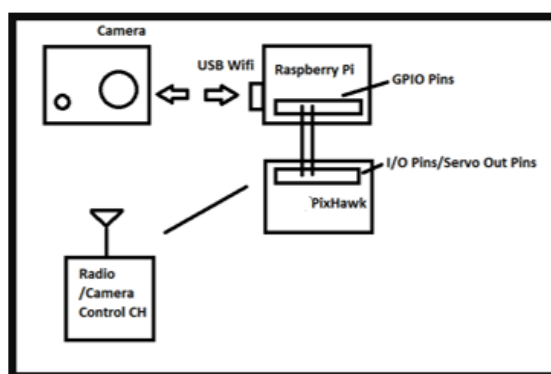 Camera
USB Wifi
Raspberry Pi
GPIO Pins
I/O Pins/Servo Out Pins
PixHawk
Radio
/Camera
Control CH